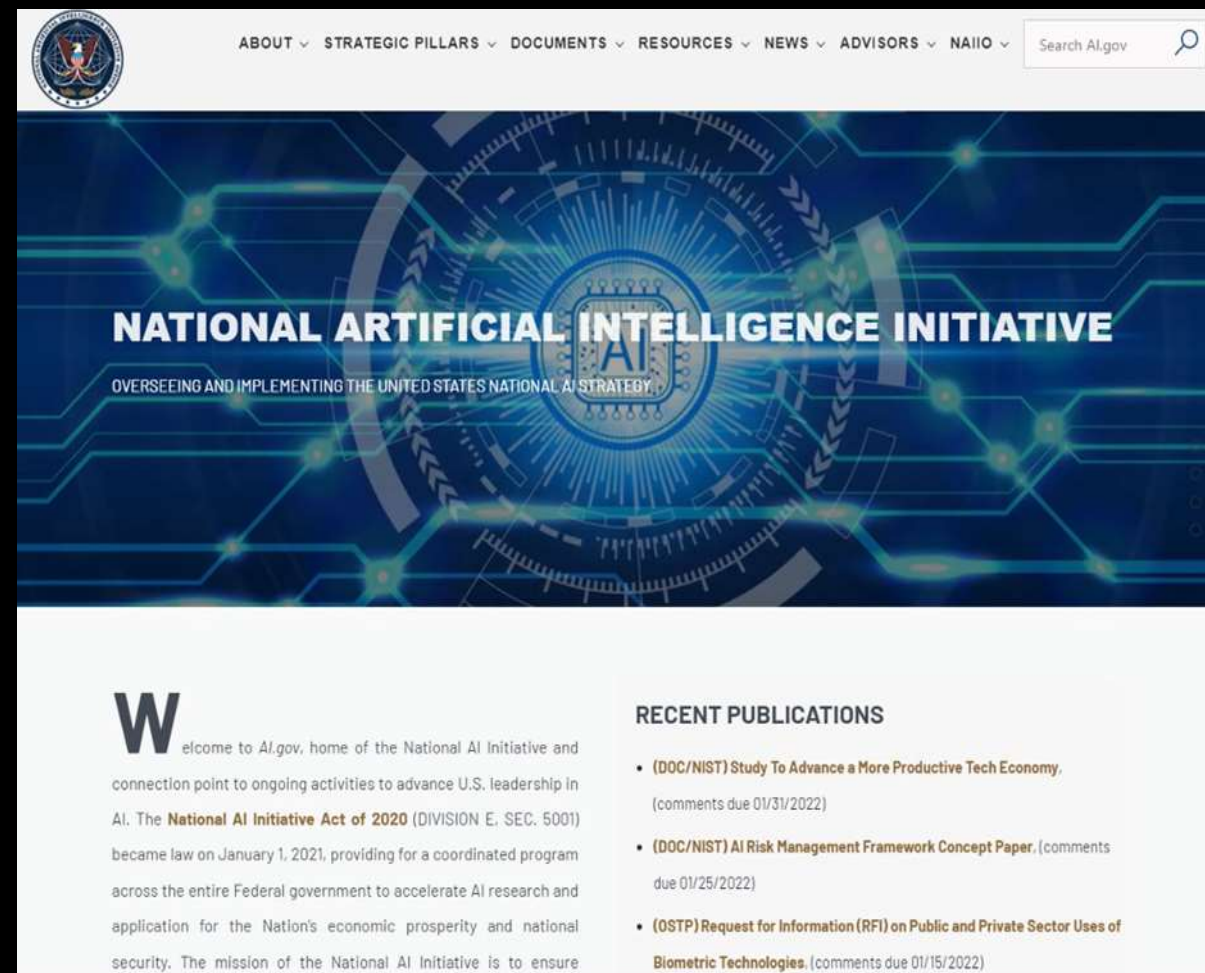 ABOUT STRATEGIC PILLARS DOCUMENTS RESOURCES NEWS ADVISORS NAIIO Search AI.gov
NATIONAL ARTIFICIAL INTELLIGENCE INITIATIVE
AI
OVERSEEING AND IMPLEMENTING THE UNITED STATES NATIONAL AI STRATEGY
Welcome to AI.gov, home of the National AI Initiative and
connection point to ongoing activities to advance U.S. leadership in
AI. The National AI Initiative Act of 2020 (DIVISION E, SEC. 5001)
became law on January 1, 2021, providing for a coordinated program
across the entire Federal government to accelerate AI research and
application for the Nation's economic prosperity and national
security. The mission of the National AI Initiative is to ensure
RECENT PUBLICATIONS
• (DOC/NIST) Study To Advance a More Productive Tech Economy,
(comments due 01/31/2022)
• (DOC/NIST) AI Risk Management Framework Concept Paper, (comments
due 01/25/2022)
• (OSTP) Request for Information (RFI) on Public and Private Sector Uses of
Biometric Technologies, (comments due 01/15/2022)